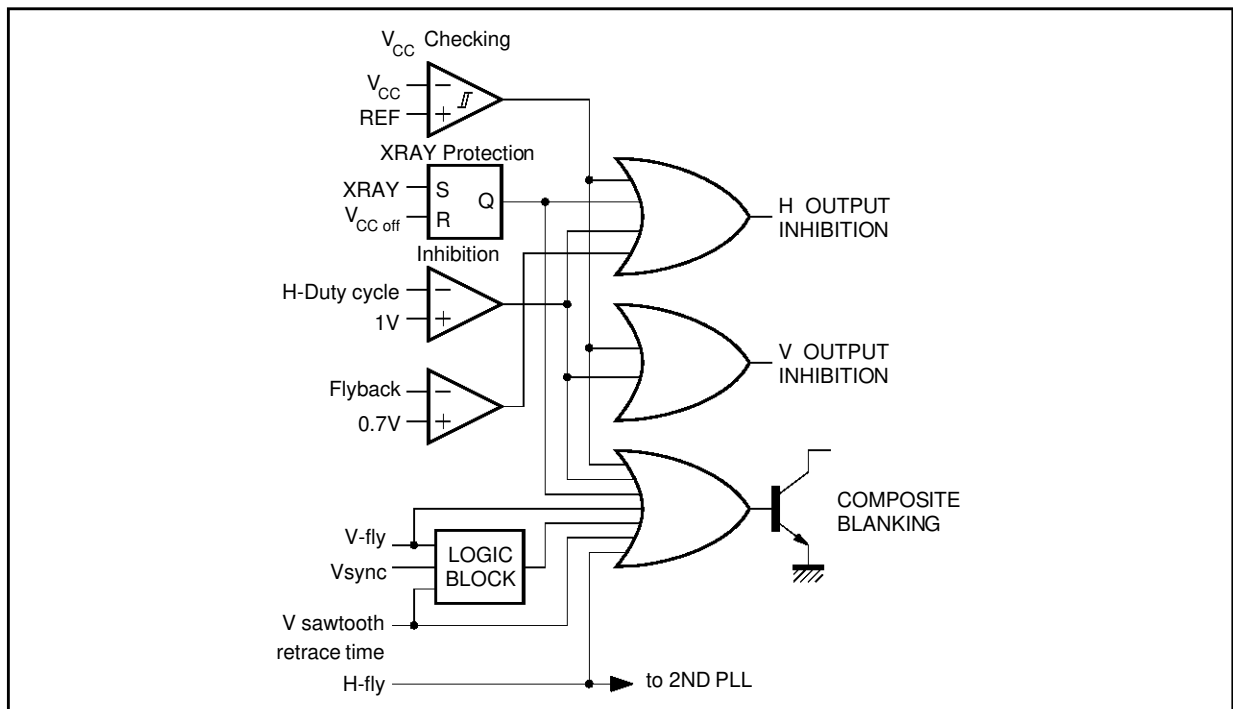 VCC Checking
VCC
−
REF
+
XRAY Protection
XRAY
S
Q
VCC off
R
Inhibition
H-Duty cycle
−
1V
+
Flyback
−
0.7V
+
H OUTPUT
INHIBITION
V OUTPUT
INHIBITION
COMPOSITE
BLANKING
V-fly
Vsync
LOGIC
BLOCK
V sawtooth
retrace time
H-fly
to 2ND PLL